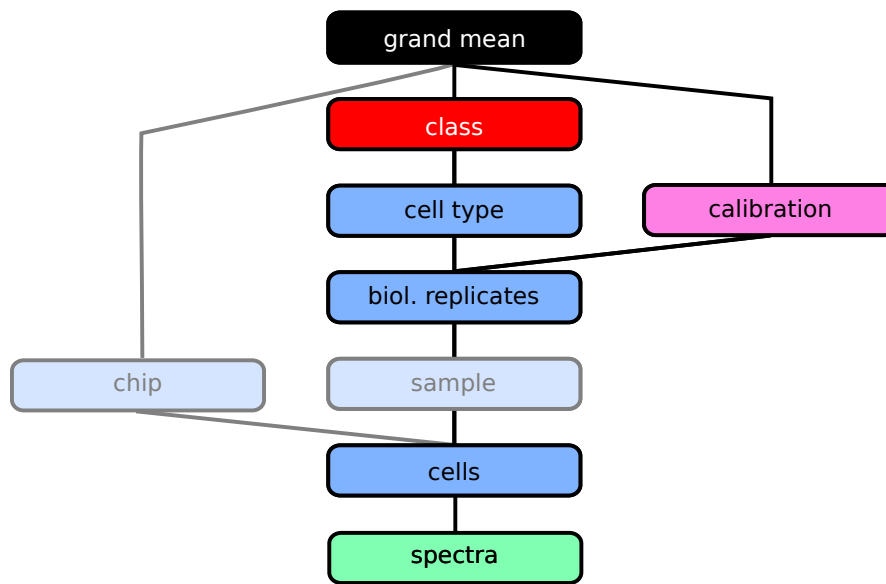 grand mean
class
cell type
calibration
biol. replicates
chip
sample
cells
spectra